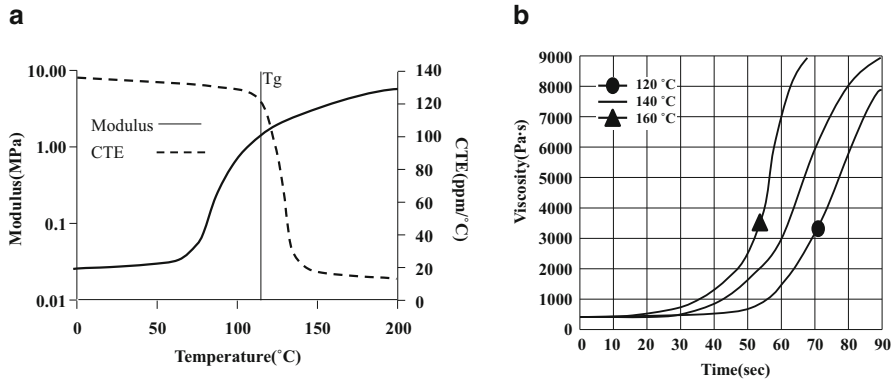 a
Modulus(MPa)
10.00
1.00
0.1
0.01
0
50
100
150
200
Temperature(°C)
140
120
100
80
60
40
20
0
CTE(ppm/°C)
Tg
Modulus
CTE
b
Viscosity(Pa·s)
9000
8000
7000
6000
5000
4000
3000
2000
1000
0
0 10 20 30 40 50 60 70 80 90
Time(sec)
120 °C
140 °C
160 °C